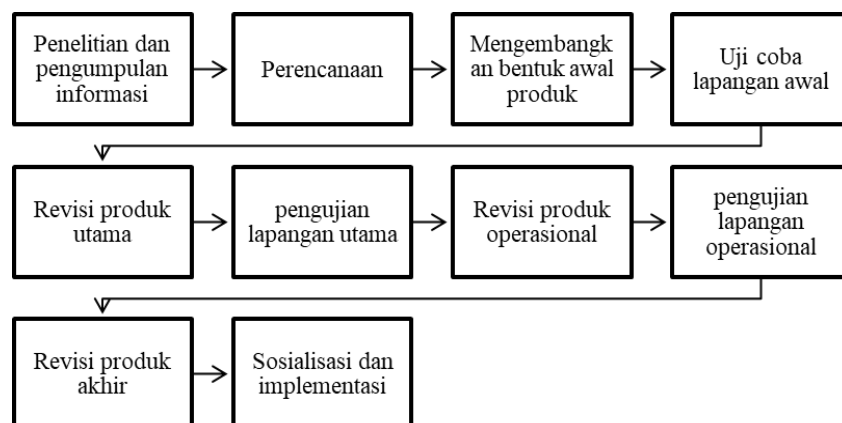 Penelitian dan
pengumpulan
informasi
Perencanaan
Mengembangk
an bentuk awal
produk
Uji coba
lapangan awal
Revisi produk
utama
pengujian
lapangan utama
Revisi produk
operasional
pengujian
lapangan
operasional
Revisi produk
akhir
Sosialisasi dan
implementasi